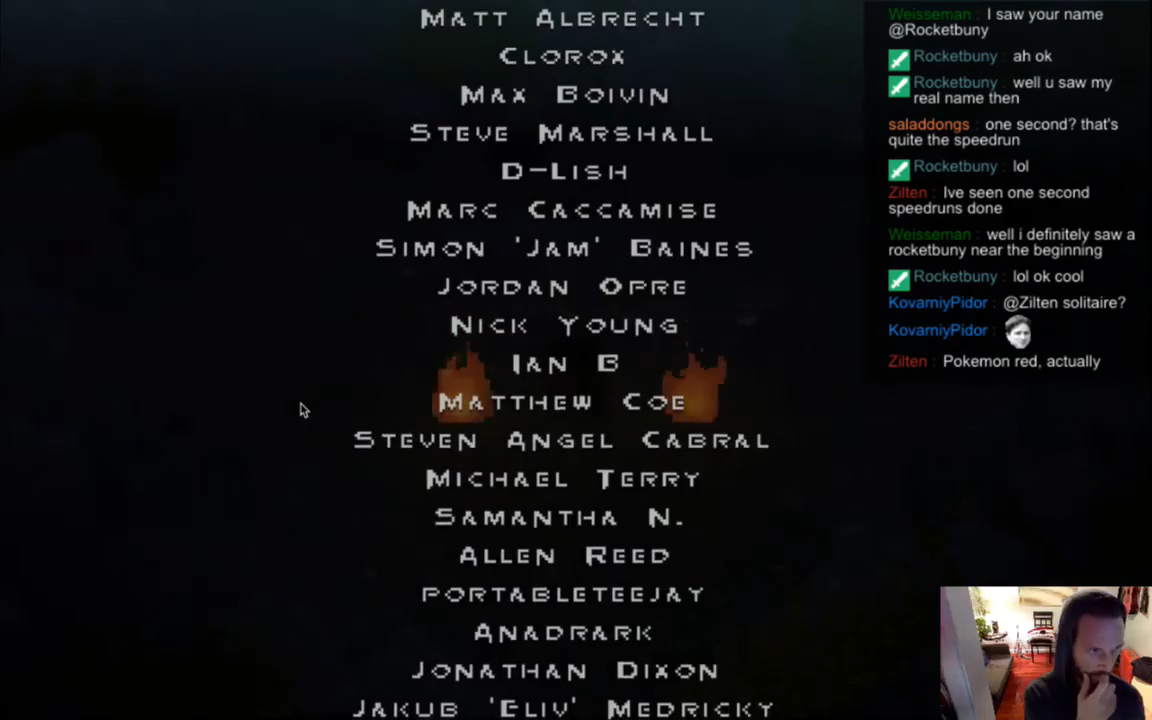 Matt Albrecht
Clorox
Max Boivin
Steve Marshall
D-Lish
Marc Caccamise
Simon 'Jam' Baines
Jordan Opre
Nick Young
Ian B
Matthew Coe
Steven Angel Cabral
Michael Terry
Samantha N.
Allen Reed
portableteejay
Anadrark
Jonathan Dixon
Jakub 'Eliv' Medricky
Weisseman : I saw your name
@Rocketbuny
Rocketbuny : ah ok
Rocketbuny : well u saw my
real name then
saladdongs : one second? that's
quite the speedrun
Rocketbuny : lol
Zilten : Ive seen one second
speedruns done
Weisseman : well i definitely saw a
rocketbuny near the beginning
Rocketbuny : lol ok cool
KovarniyPidor : @Zilten solitaire?
KovarniyPidor :
Zilten : Pokemon red, actually